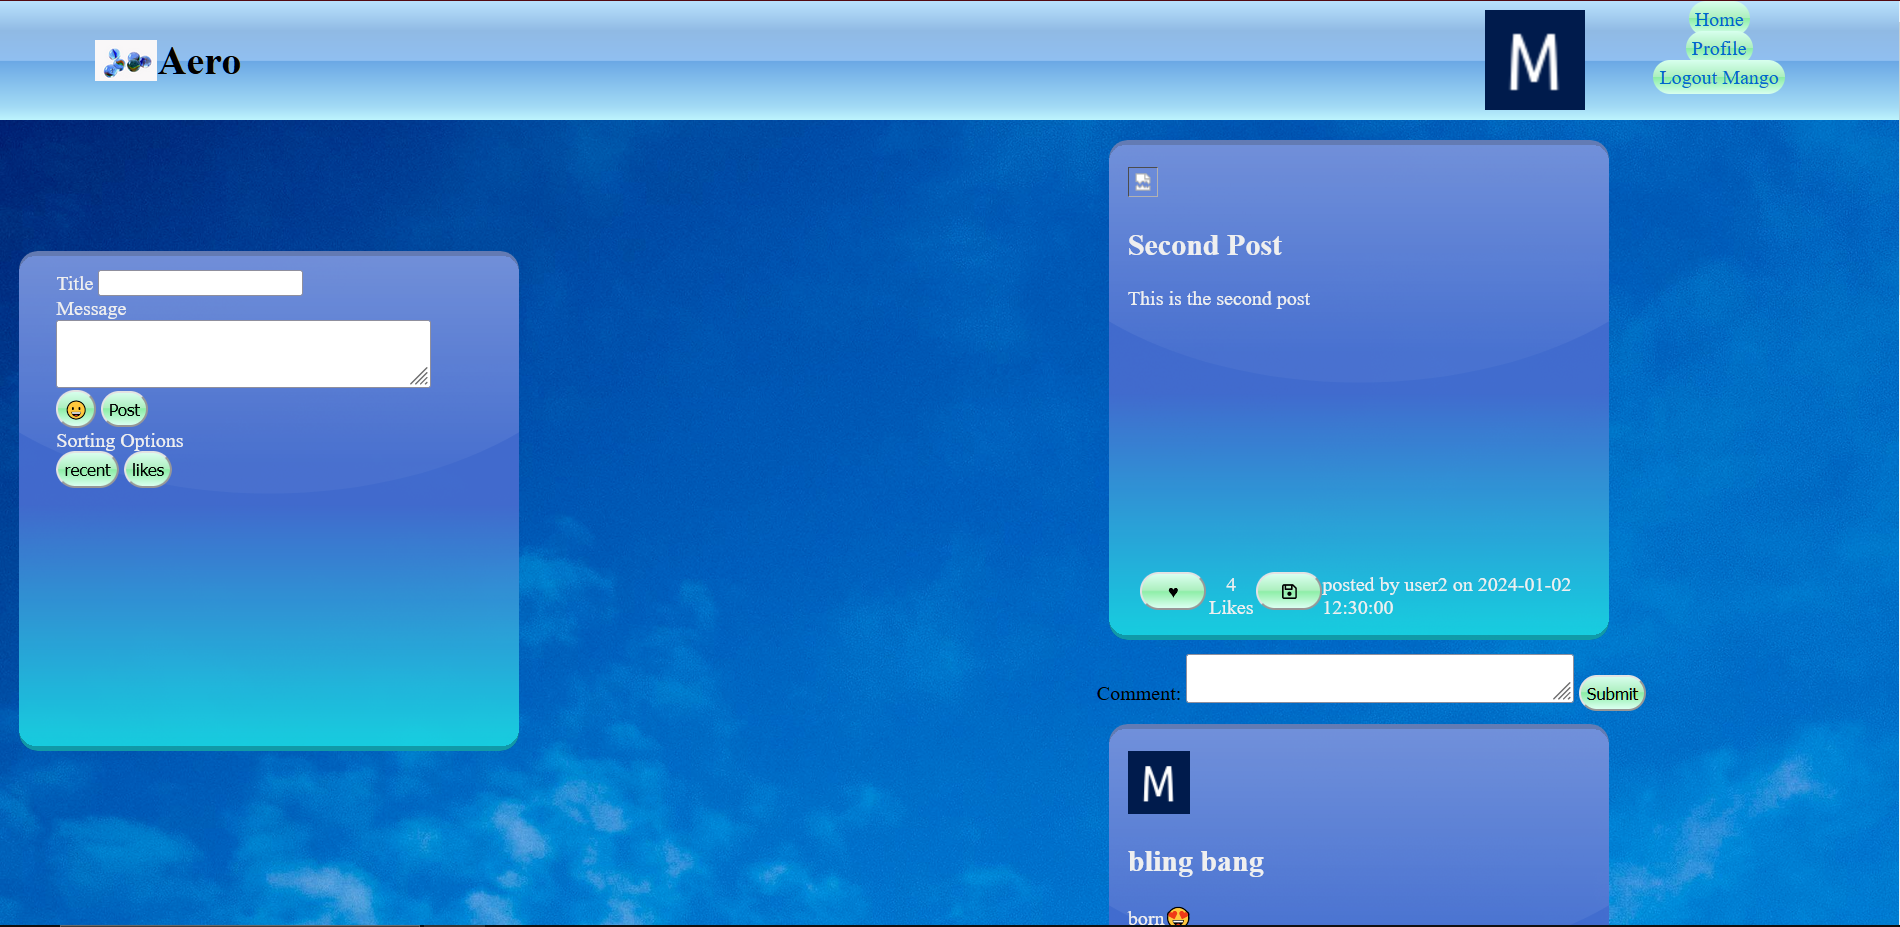 Aero
M
Home
Profile
Logout Mango
Title
Message
😀 Post
Sorting Options
recent likes
Second Post
This is the second post
♥ 4 Likes posted by user2 on 2024-01-02
12:30:00
Comment: Submit
M
bling bang
born😍